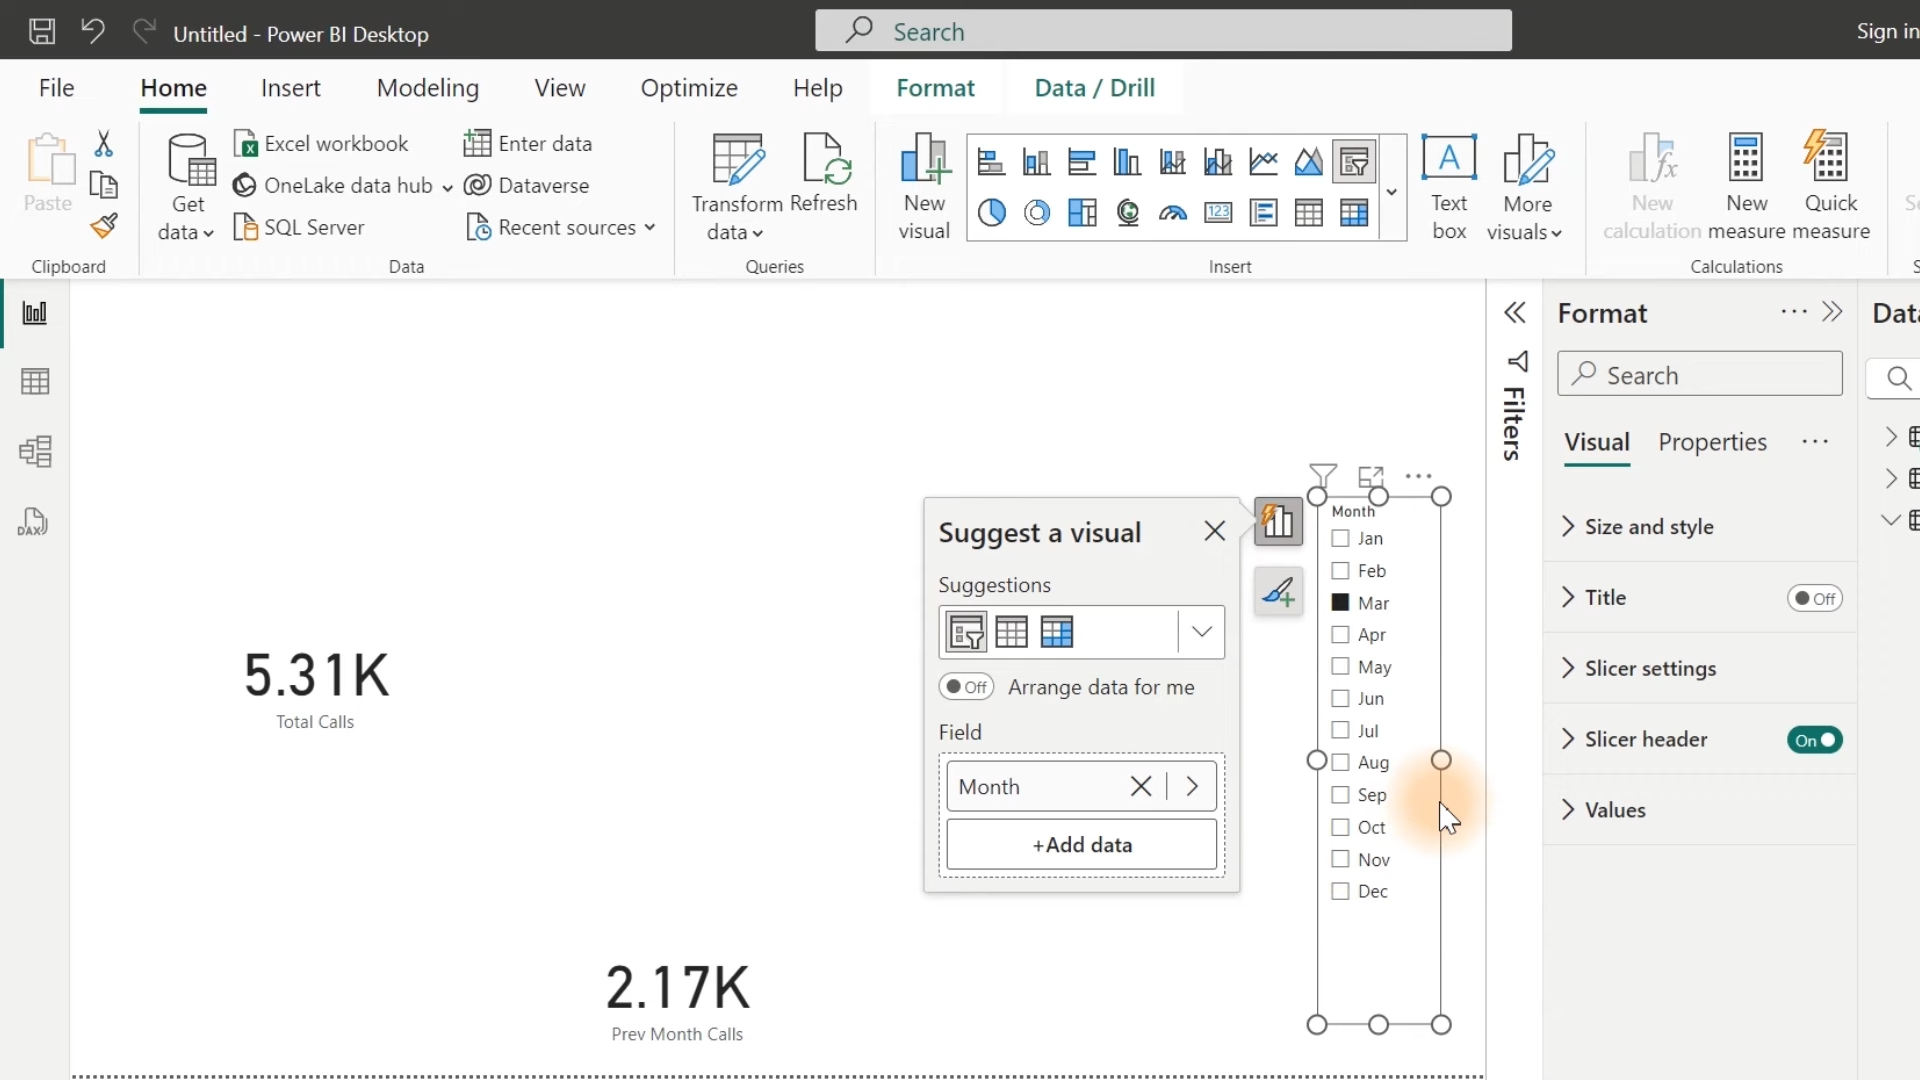 Untitled - Power BI Desktop
Search
Sign in
File Home Insert Modeling View Optimize Help Format Data / Drill
Paste
Clipboard
Get data
Excel workbook
OneLake data hub
SQL Server
Enter data
Dataverse
Recent sources
Data
Transform data
Refresh
Queries
New visual
123
A
Text box
More visuals
Insert
New calculation
New measure
Quick measure
Calculations
DAX
5.31K
Total Calls
2.17K
Prev Month Calls
Suggest a visual
Suggestions
Off
Arrange data for me
Field
Month
+Add data
Month
Jan
Feb
Mar
Apr
May
Jun
Jul
Aug
Sep
Oct
Nov
Dec
Filters
Format
Search
Visual Properties
Size and style
Title Off
Slicer settings
Slicer header On
Values